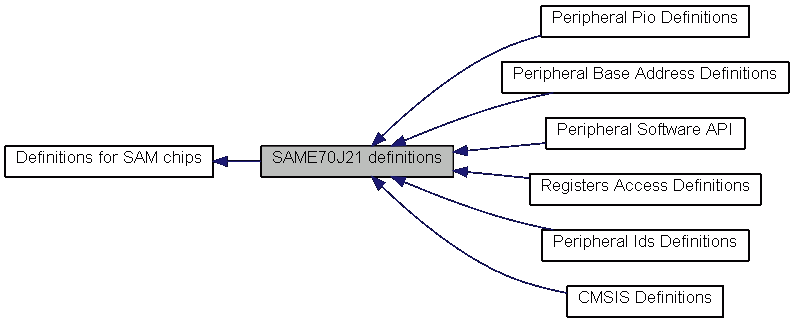 Peripheral Pio Definitions
Peripheral Base Address Definitions
Definitions for SAM chips
SAME70J21 definitions
Peripheral Software API
Registers Access Definitions
Peripheral Ids Definitions
CMSIS Definitions